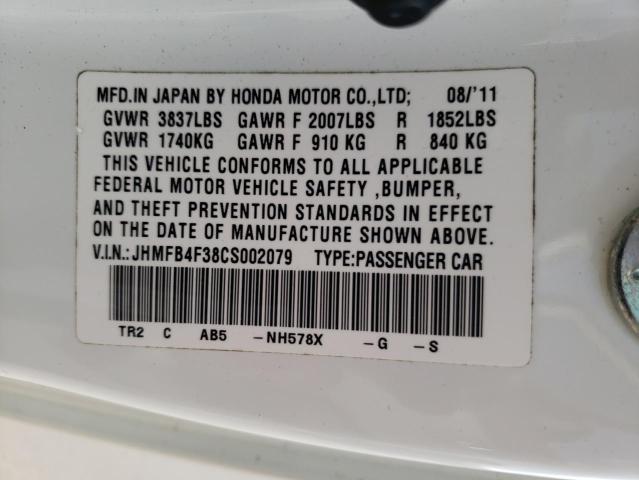 MFD.IN JAPAN BY HONDA MOTOR CO.,LTD; 08/'11
GVWR 3837LBS GAWR F 2007LBS R 1852LBS
GVWR 1740KG GAWR F 910 KG R 840 KG
THIS VEHICLE CONFORMS TO ALL APPLICABLE
FEDERAL MOTOR VEHICLE SAFETY ,BUMPER,
AND THEFT PREVENTION STANDARDS IN EFFECT
ON THE DATE OF MANUFACTURE SHOWN ABOVE.
V.I.N.:JHMFB4F38CS002079 TYPE:PASSENGER CAR
TR2 C AB5 -NH578X -G -S